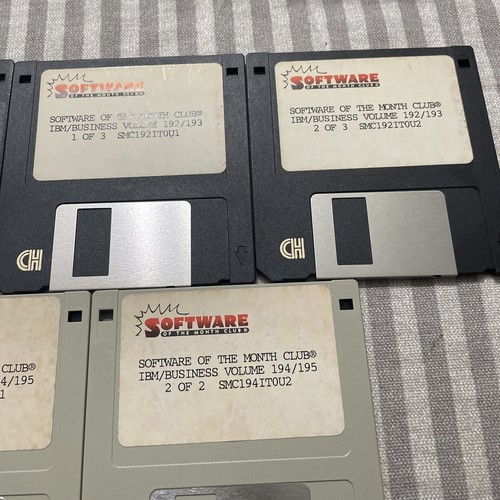 SOFTWARE
OF THE MONTH CLUB®
SOFTWARE OF THE MONTH CLUB®
IBM/BUSINESS VOLUME 192/193
1 OF 3 SMC192IT0U1
SOFTWARE
OF THE MONTH CLUB®
SOFTWARE OF THE MONTH CLUB®
IBM/BUSINESS VOLUME 192/193
2 OF 3 SMC192IT0U2
CH
CH
CLUB®
4/195
1
SOFTWARE
OF THE MONTH CLUB®
SOFTWARE OF THE MONTH CLUB®
IBM/BUSINESS VOLUME 194/195
2 OF 2 SMC194IT0U2